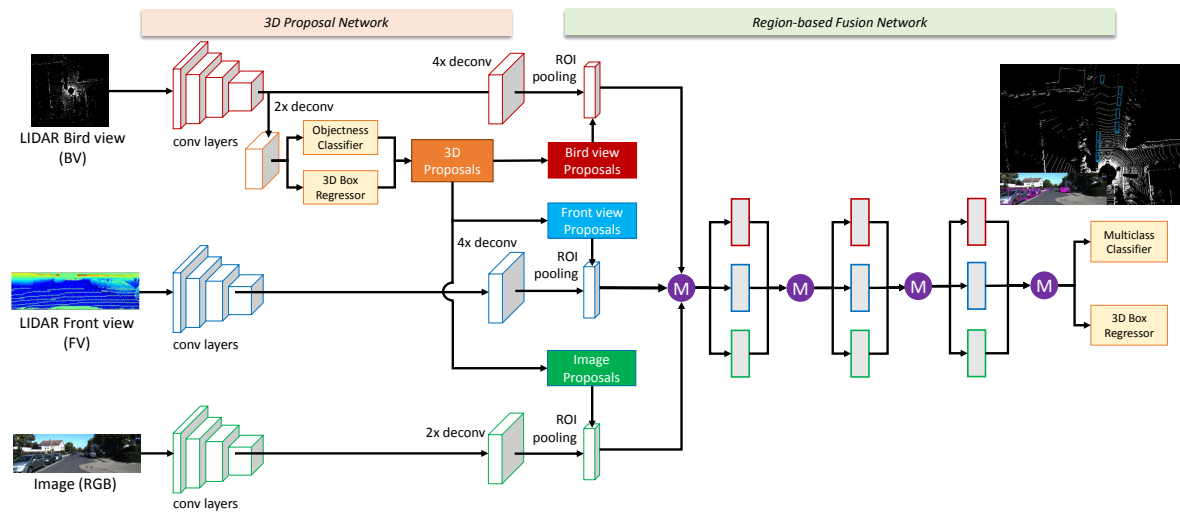 3D Proposal Network
Region-based Fusion Network
4x deconv
ROI
pooling
2x deconv
LIDAR Bird view
(BV)
conv layers
Objectness
Classifier
3D Box
Regressor
3D
Proposals
Bird view
Proposals
Front view
Proposals
4x deconv
ROI
pooling
LIDAR Front view
(FV)
conv layers
M
M
M
M
Multiclass
Classifier
3D Box
Regressor
Image
Proposals
2x deconv
ROI
pooling
Image (RGB)
conv layers